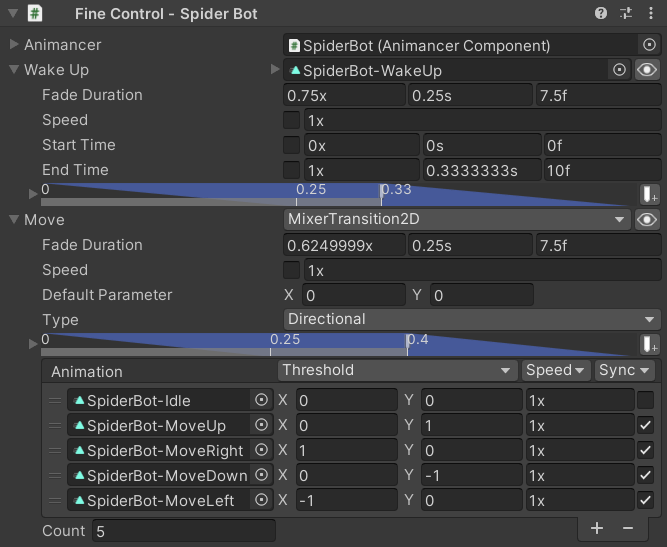 Fine Control - Spider Bot
Animancer SpiderBot (Animancer Component)
Wake Up SpiderBot-WakeUp
Fade Duration 0.75x 0.25s 7.5f
Speed 1x
Start Time 0x 0s 0f
End Time 1x 0.3333333s 10f
0 0.25 0.33
Move MixerTransition2D
Fade Duration 0.6249999x 0.25s 7.5f
Speed 1x
Default Parameter X 0 Y 0
Type Directional
0 0.25 0.4
Animation Threshold Speed Sync
SpiderBot-Idle X 0 Y 0 1x
SpiderBot-MoveUp X 0 Y 1 1x
SpiderBot-MoveRight X 1 Y 0 1x
SpiderBot-MoveDown X 0 Y -1 1x
SpiderBot-MoveLeft X -1 Y 0 1x
Count 5